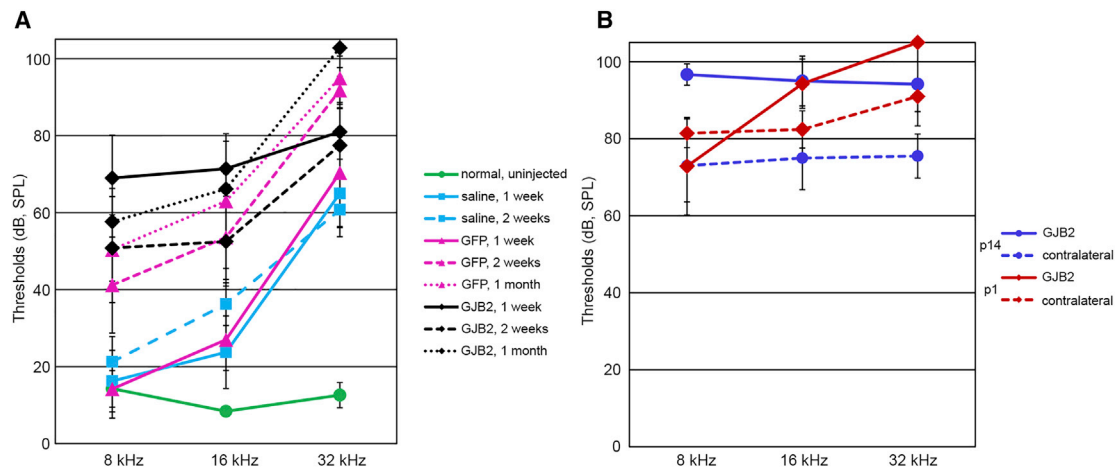 A
Thresholds (dB, SPL)
100
80
60
40
20
0
8 kHz
16 kHz
32 kHz
normal, uninjected
saline, 1 week
saline, 2 weeks
GFP, 1 week
GFP, 2 weeks
GFP, 1 month
GJB2, 1 week
GJB2, 2 weeks
GJB2, 1 month
B
Thresholds (dB, SPL)
100
80
60
40
20
0
8 kHz
16 kHz
32 kHz
p14
GJB2
contralateral
p1
GJB2
contralateral